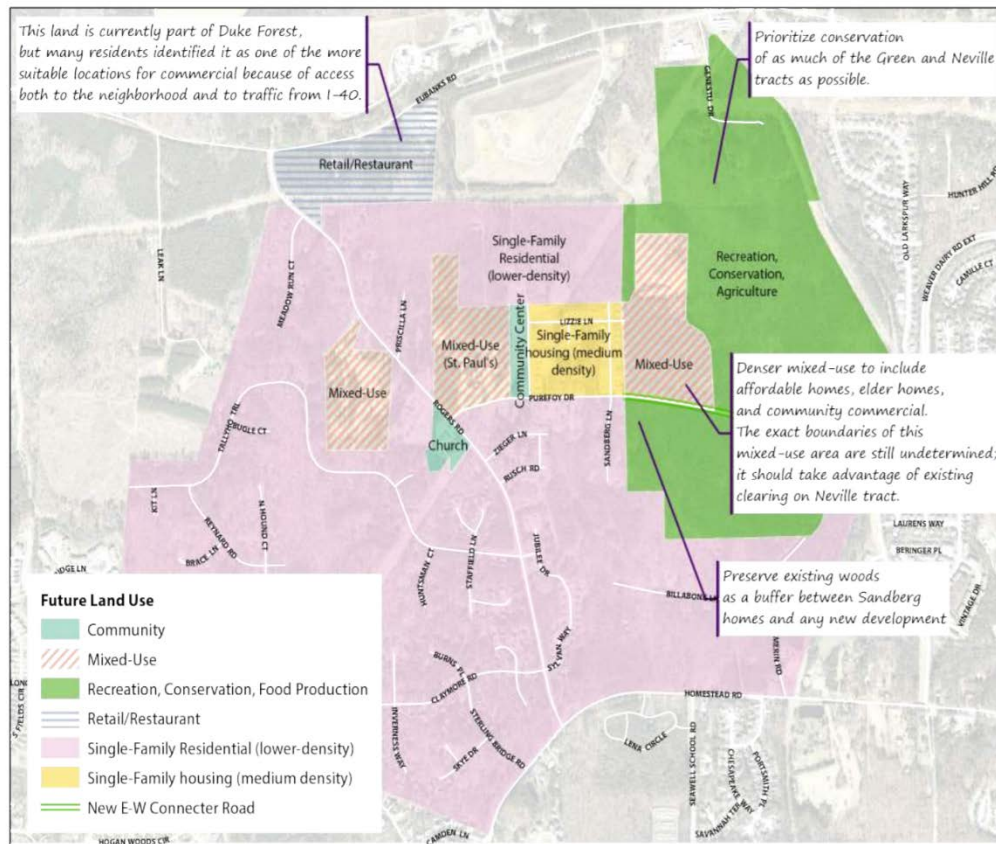 This land is currently part of Duke Forest,
but many residents identified it as one of the more
suitable locations for commercial because of access
both to the neighborhood and to traffic from I-40.
Prioritize conservation
of as much of the Green and Neville
tracts as possible.
EUBANKS RD
Retail/Restaurant
HUNTER HILL RD
OLD LARKSPUR WAY
WEAVER DAIRY RD EXT
CAMILLE CT
LEAK LN
MEADOW RUN CT
PRISCILLA LN
Single-Family
Residential
(lower-density)
Recreation,
Conservation,
Agriculture
Mixed-Use
Mixed-Use
(St. Paul's)
Community Center
LIZZIE LN
Single-Family
housing (medium
density)
Mixed-Use
PUREFOY DR
ROGERS RD
Church
ZIEGER LN
RUSCH RD
SANDBERG LN
Denser mixed-use to include
affordable homes, elder homes,
and community commercial.
The exact boundaries of this
mixed-use area are still undetermined;
it should take advantage of existing
clearing on Neville tract.
TALLYHO TRL
BUGLE CT
KIT LN
REYNARD RD
BRACE LN
N HOUND CT
HUNTSMAN CT
STAFFIELD LN
JUBILEE DR
LAURENS WAY
BERINGER PL
VINTAGE DR
Preserve existing woods
as a buffer between Sandberg
homes and any new development
SYLVAN WAY
BURNS PL
CLAYMORE RD
STERLING BRIDGE RD
SKYE DR
INVERNESS WAY
HOMESTEAD RD
LENA CIRCLE
SEAWELL SCHOOL RD
CHESAPEAKE WAY
PORTSMITH PL
SAVANNAH TER
CAMDEN LN
HOGAN WOODS CIR
Future Land Use
Community
Mixed-Use
Recreation, Conservation, Food Production
Retail/Restaurant
Single-Family Residential (lower-density)
Single-Family housing (medium density)
New E-W Connecter Road